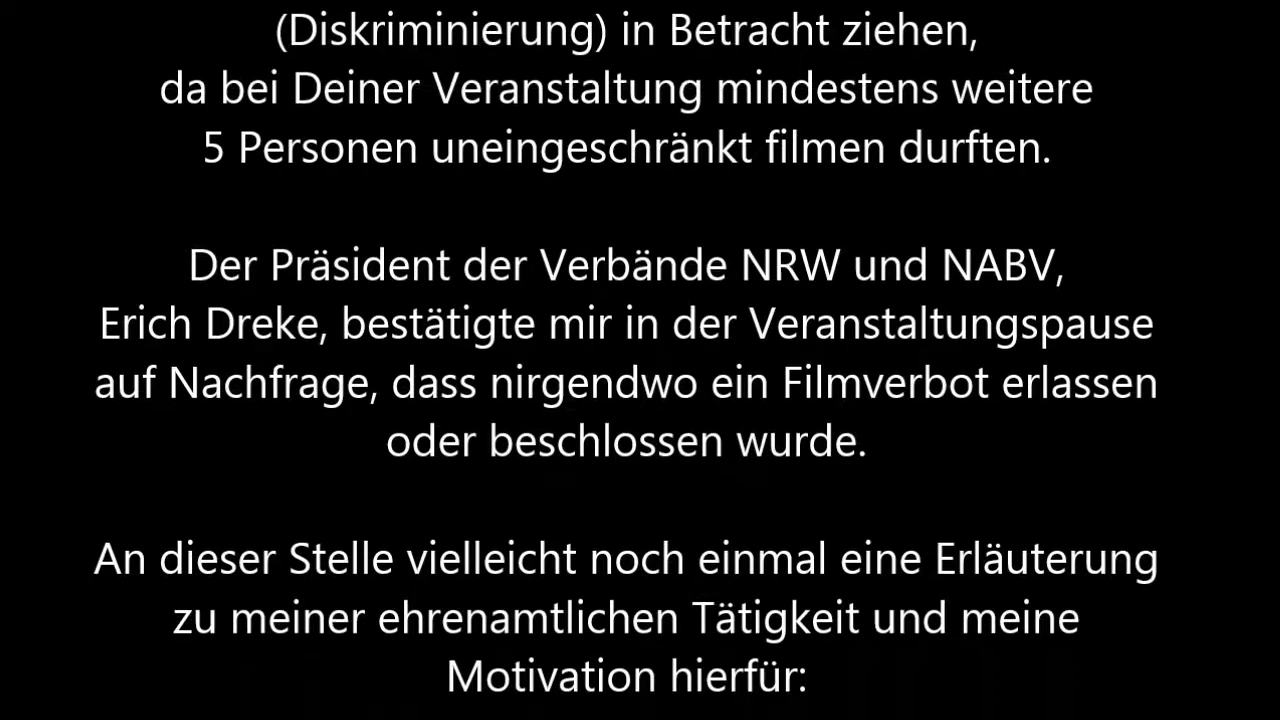 (Diskriminierung) in Betracht ziehen,
da bei Deiner Veranstaltung mindestens weitere
5 Personen uneingeschränkt filmen durften.
Der Präsident der Verbände NRW und NABV,
Erich Dreke, bestätigte mir in der Veranstaltungspause
auf Nachfrage, dass nirgendwo ein Filmverbot erlassen
oder beschlossen wurde.
An dieser Stelle vielleicht noch einmal eine Erläuterung
zu meiner ehrenamtlichen Tätigkeit und meine
Motivation hierfür: